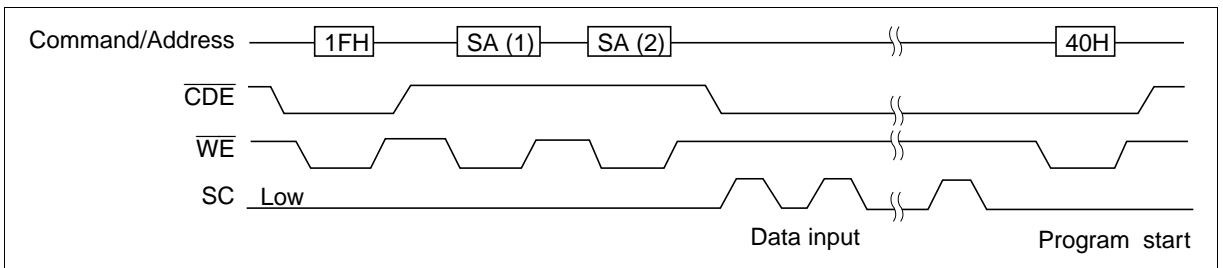 Command/Address 1FH SA (1) SA (2) 40H
CDE
WE
SC Low
Data input Program start